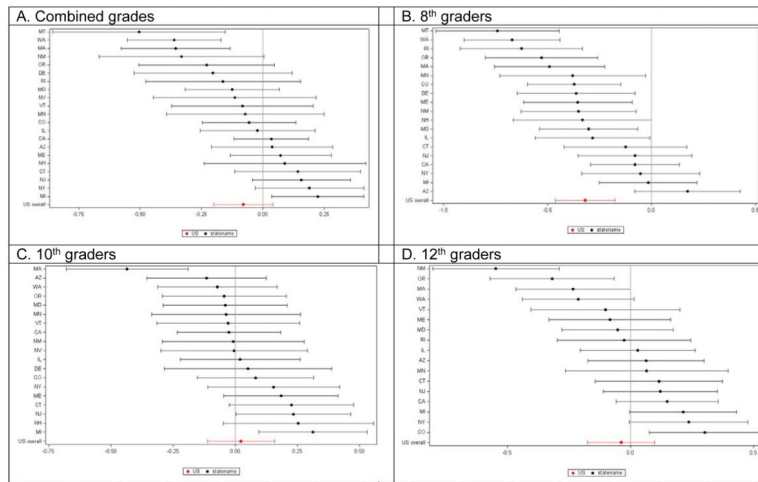 A. Combined grades
MT
WA
MA
NM
OR
DE
RI
MD
NV
VT
MN
CO
IL
CA
AZ
ME
NH
CT
NJ
NY
MI
US overall
-0.75 -0.50 -0.25 0.00 0.25
US statename
B. 8th graders
MT
WA
RI
OR
MA
MN
CO
DE
ME
NM
NH
MD
IL
CT
NJ
CA
NY
MI
AZ
US overall
-1.0 -0.5 0.0 0.5
US statename
C. 10th graders
MA
AZ
WA
OR
MD
MN
VT
CA
NM
NV
IL
DE
CO
NY
ME
CT
NJ
NH
MI
US overall
-0.75 -0.50 -0.25 0.00 0.25 0.50
US statename
D. 12th graders
NM
OR
MA
WA
VT
ME
MD
RI
IL
AZ
MN
CT
NJ
CA
MI
NY
CO
US overall
-0.5 0.0 0.5
US statename